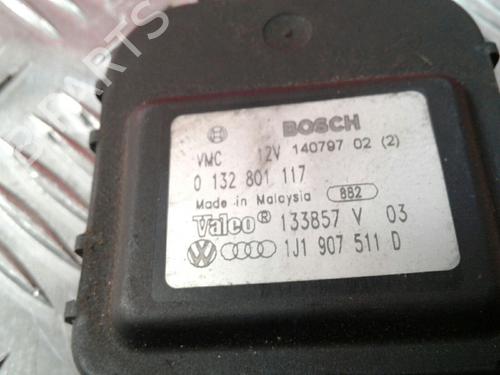 BOSCH
VMC 12V 140797 02 (2)
0 132 801 117
Made in Malaysia 882
Valeo® 133857 V 03
1J1 907 511 D